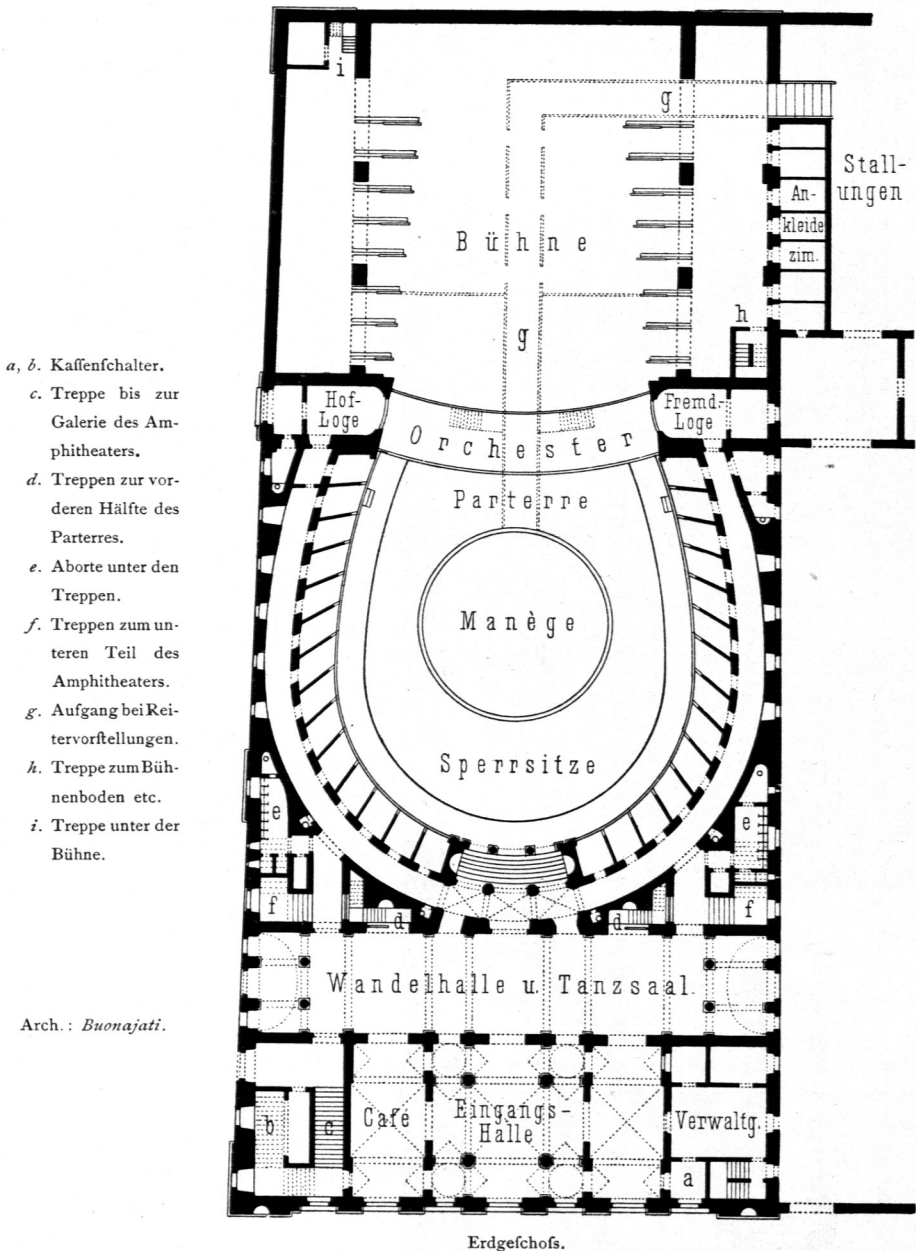 a, b. Kaſſenſchalter.
c. Treppe bis zur
Galerie des Am-
phitheaters.
d. Treppen zur vor-
deren Hälfte des
Parterres.
e. Aborte unter den
Treppen.
f. Treppen zum un-
teren Teil des
Amphitheaters.
g. Aufgang bei Rei-
tervorſtellungen.
h. Treppe zum Büh-
nenboden etc.
i. Treppe unter der
Bühne.
Arch.: Buonajati.
i
g
Stall-
ungen
An-
kleide
zim.
Bühne
h
g
Hof-
Loge
Fremd.-
Loge
Orchester
Parterre
Manège
Sperrsitze
e
e
f
d
d
f
Wandelhalle u. Tanzsaal.
b
c
Café
Eingangs-
Halle
Verwaltg.
a
Erdgeſchoſs.